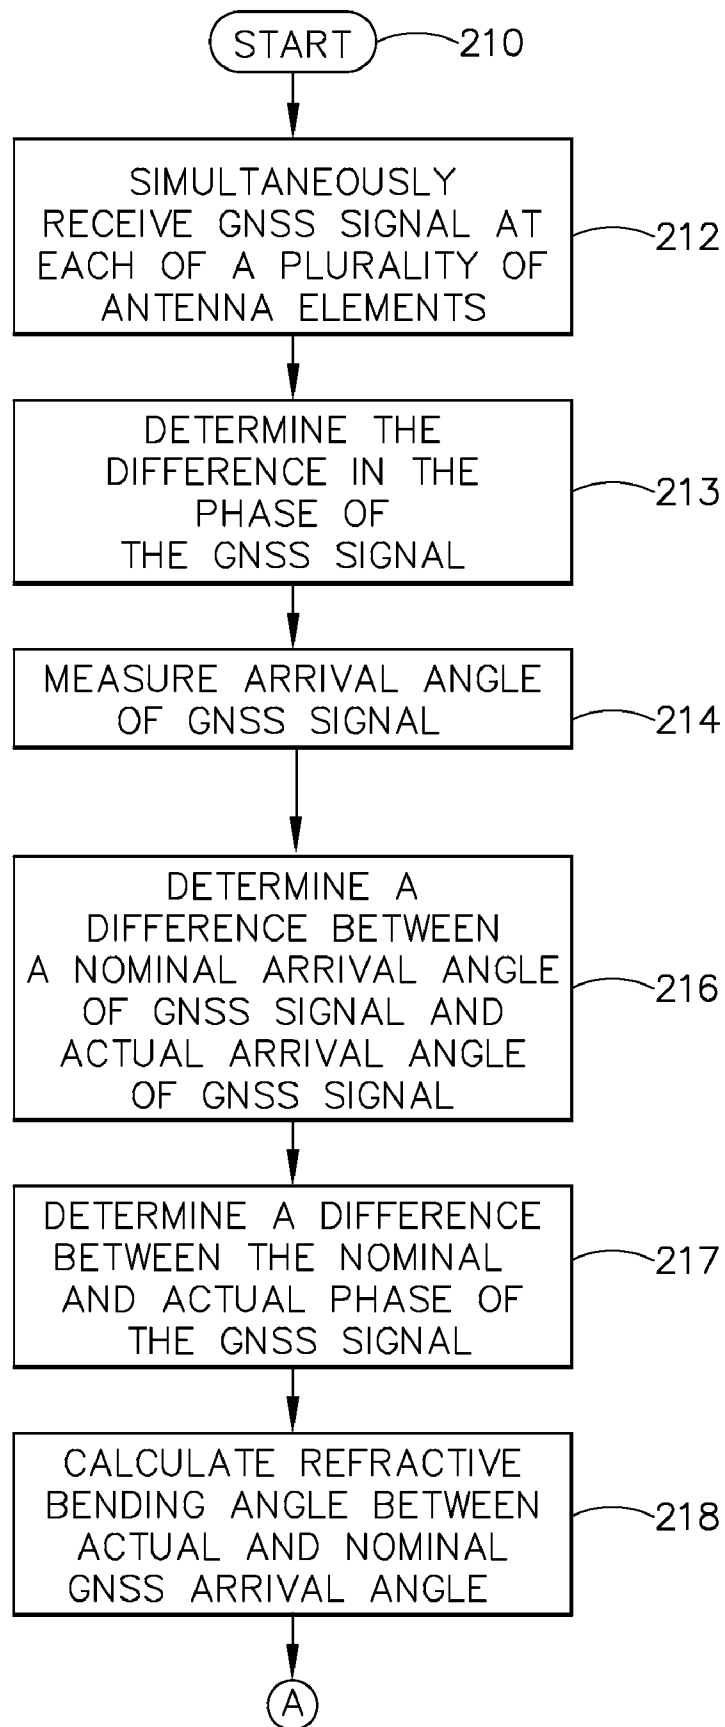 START
210
SIMULTANEOUSLY
RECEIVE GNSS SIGNAL AT
EACH OF A PLURALITY OF
ANTENNA ELEMENTS
212
DETERMINE THE
DIFFERENCE IN THE
PHASE OF
THE GNSS SIGNAL
213
MEASURE ARRIVAL ANGLE
OF GNSS SIGNAL
214
DETERMINE A
DIFFERENCE BETWEEN
A NOMINAL ARRIVAL ANGLE
OF GNSS SIGNAL AND
ACTUAL ARRIVAL ANGLE
OF GNSS SIGNAL
216
DETERMINE A DIFFERENCE
BETWEEN THE NOMINAL
AND ACTUAL PHASE OF
THE GNSS SIGNAL
217
CALCULATE REFRACTIVE
BENDING ANGLE BETWEEN
ACTUAL AND NOMINAL
GNSS ARRIVAL ANGLE
218
A